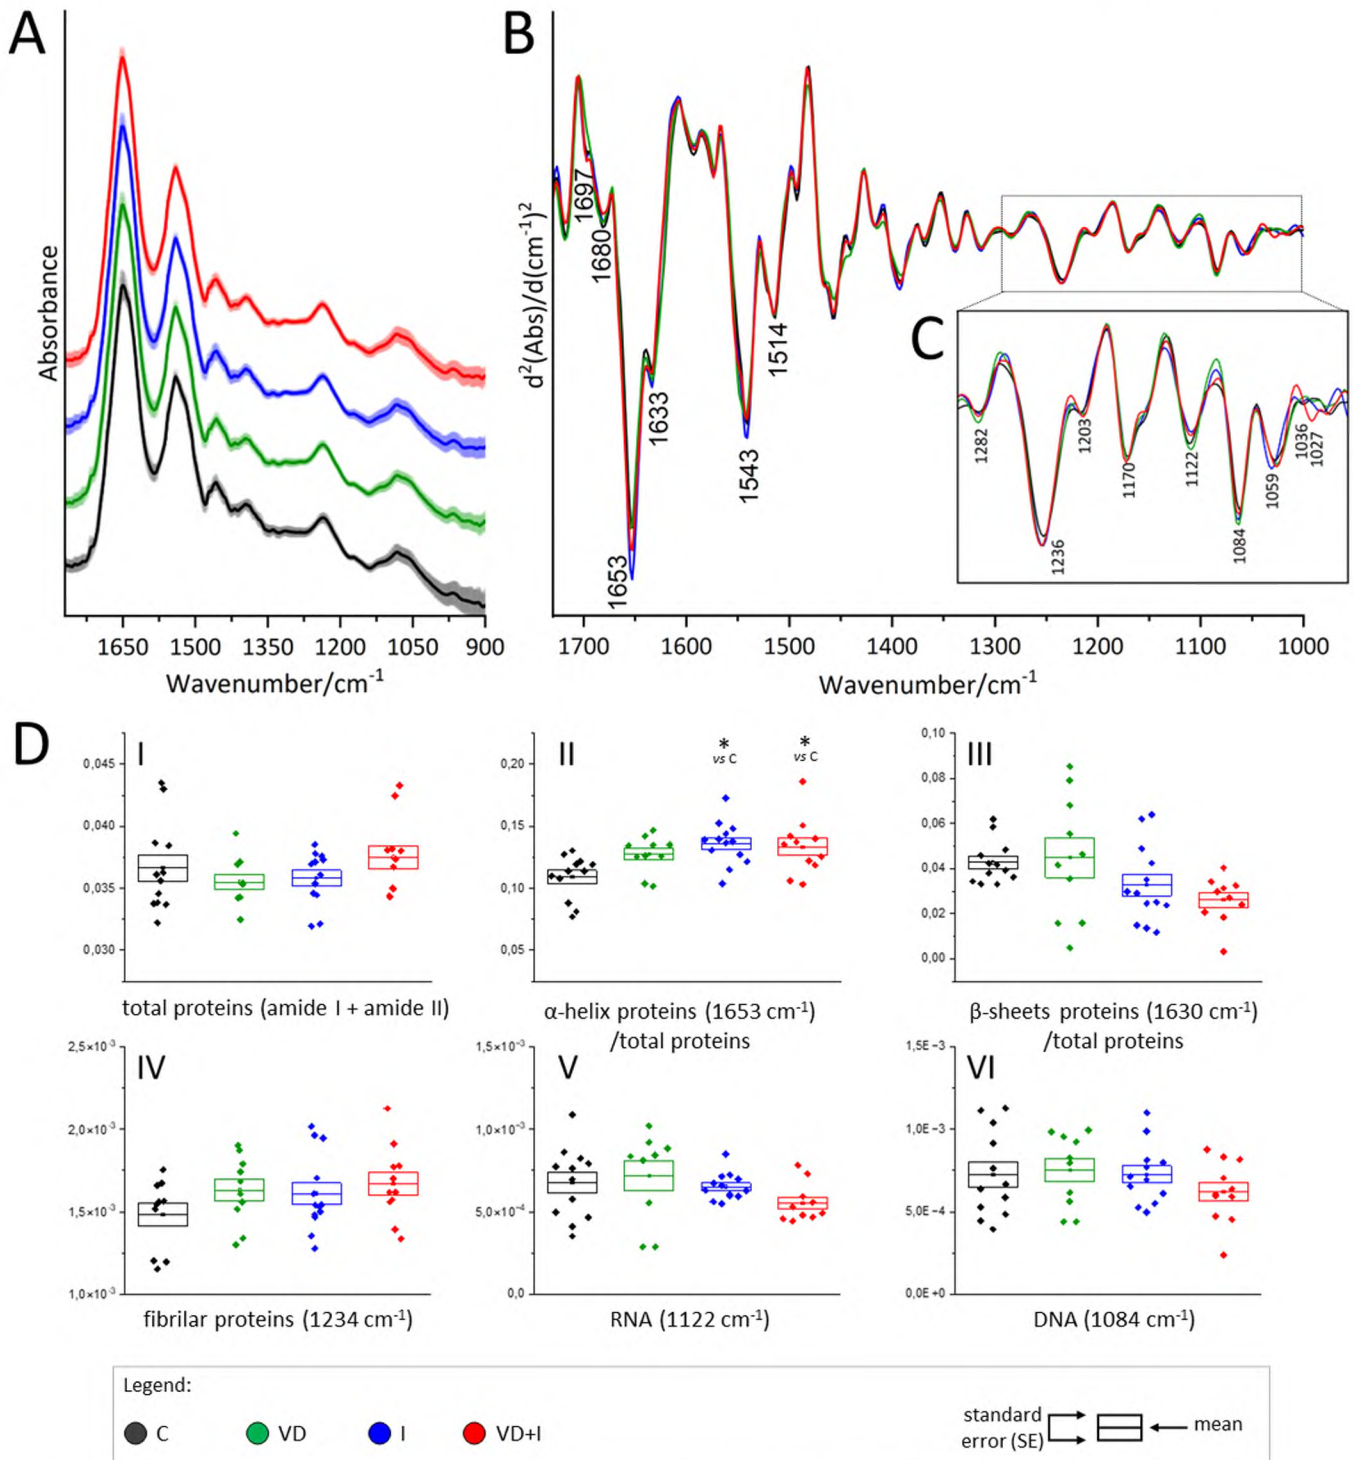 A
Absorbance
1650 1500 1350 1200 1050 900
Wavenumber/cm⁻¹
B
d²(Abs)/d(cm⁻¹)²
1697
1680
1653
1633
1543
1514
1700 1600 1500 1400 1300 1200 1100 1000
Wavenumber/cm⁻¹
C
1282
1236
1203
1170
1122
1084
1059
1036
1027
D
I
0,045
0,040
0,035
0,030
total proteins (amide I + amide II)
II
* vs C
* vs C
0,20
0,15
0,10
0,05
α-helix proteins (1653 cm⁻¹)
/total proteins
III
0,10
0,08
0,06
0,04
0,02
0,00
β-sheets proteins (1630 cm⁻¹)
/total proteins
IV
2,5×10⁻³
2,0×10⁻³
1,5×10⁻³
1,0×10⁻³
fibrilar proteins (1234 cm⁻¹)
V
1,5×10⁻³
1,0×10⁻³
5,0×10⁻⁴
0,0
RNA (1122 cm⁻¹)
VI
1,5E−3
1,0E−3
5,0E−4
0,0E+0
DNA (1084 cm⁻¹)
Legend:
C VD I VD+I
standard
error (SE)
mean